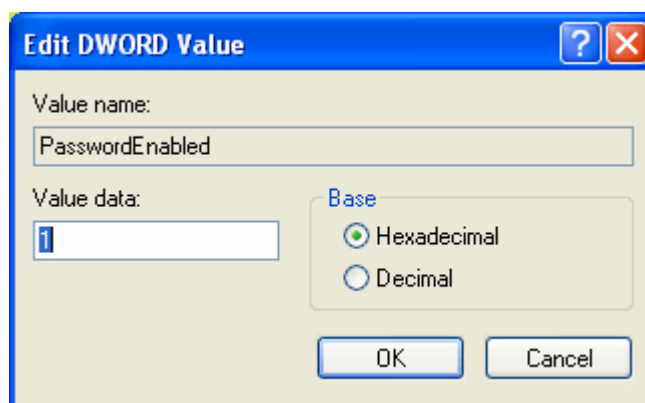 Edit DWORD Value
?
Value name:
PasswordEnabled
Value data:
Base
1
Hexadecimal
Decimal
OK
Cancel